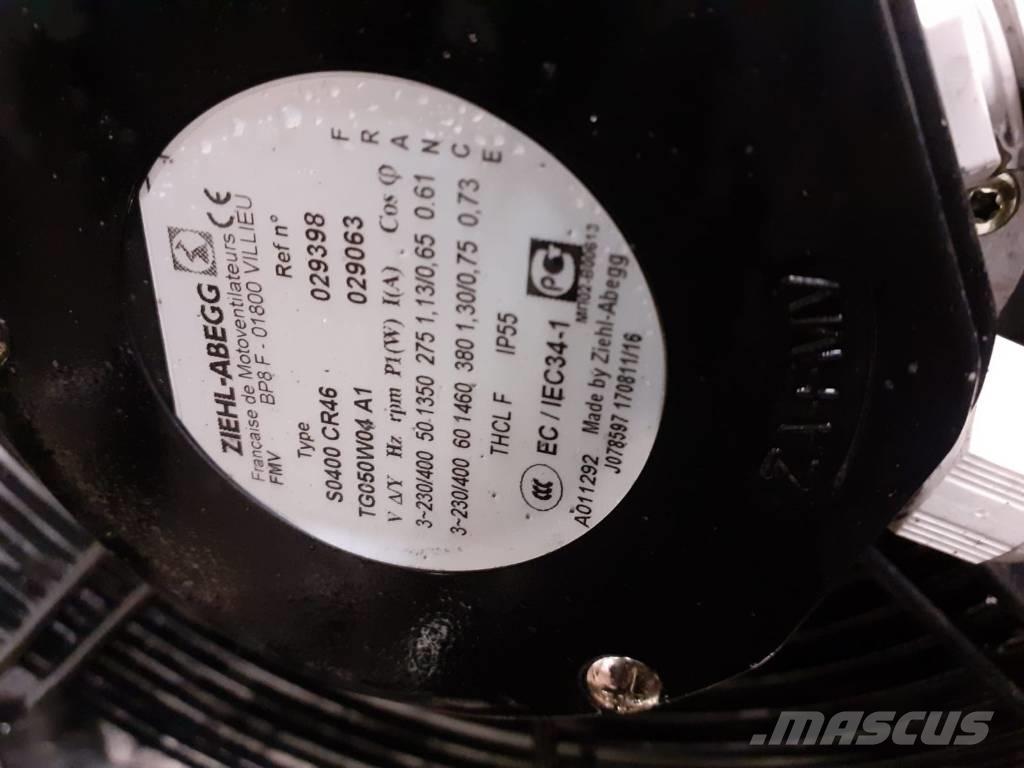 ZIEHL-ABEGG CE
Française de Motoventilateurs
FMV BP8 F - 01800 VILLIEU
Type Ref n°
S0400 CR46 029398
TG050W04 A1 029063
V Δ/Y Hz rpm P1(W) I(A) Cos φ
3~230/400 50 1350 275 1,13/0,65 0.61
3~230/400 60 1460 380 1,30/0,75 0,73
THCL F IP55
CCC EC / IEC34-1
A011292 Made by Ziehl-Abegg
J078597 170811/16
FRANCE
MASCUS